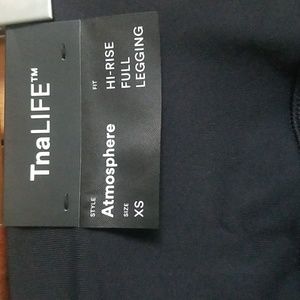 TnaLIFE™
STYLE
Atmosphere
SIZE
XS
FIT
HI-RISE
FULL
LEGGING